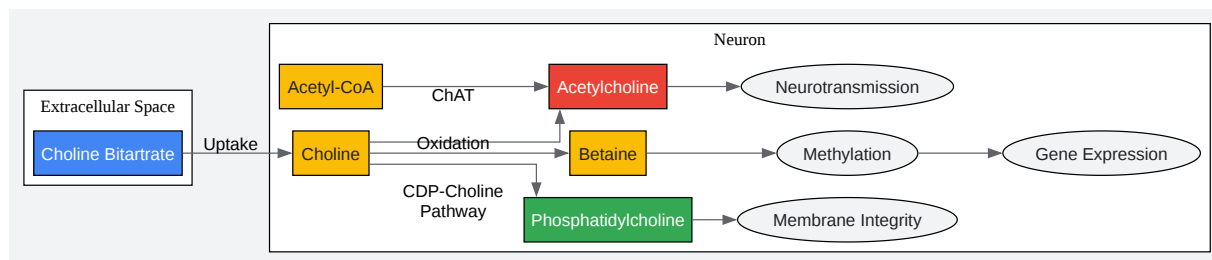 Neuron
Acetyl-CoA
ChAT
Acetylcholine
Neurotransmission
Extracellular Space
Choline Bitartrate
Uptake
Choline
Oxidation
Betaine
Methylation
Gene Expression
CDP-Choline
Pathway
Phosphatidylcholine
Membrane Integrity